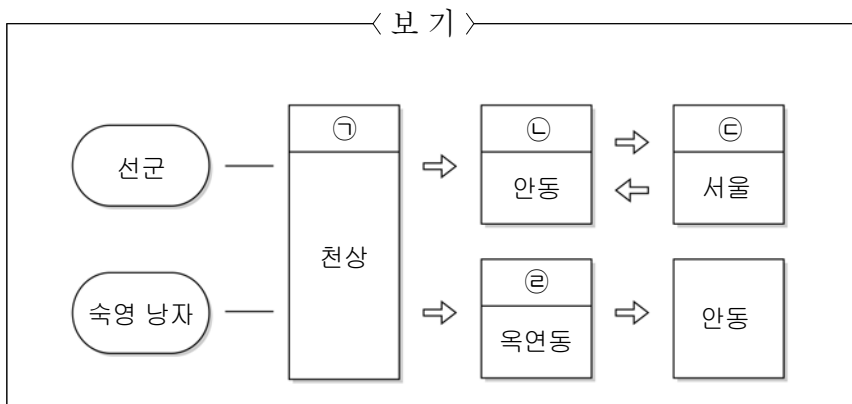 〈보 기〉
㉠ ㉡ ㉢
선군 안동 서울
천상
㉣
숙영 낭자 옥연동 안동